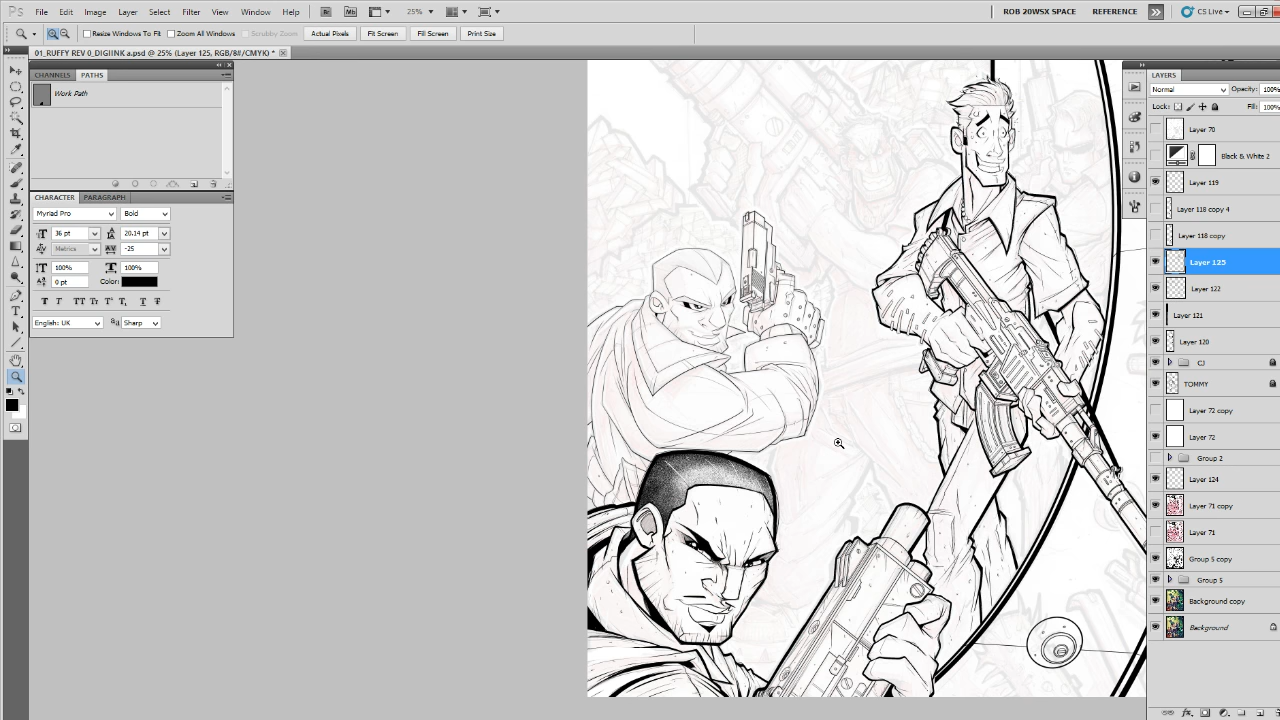 Ps File Edit Image Layer Select Filter View Window Help Br Mb 25% ROB 20WSX SPACE REFERENCE CS Live
Resize Windows To Fit Zoom All Windows Scrubby Zoom Actual Pixels Fit Screen Fill Screen Print Size
01_RUFFY REV 0_DIGIINK a.psd @ 25% (Layer 125, RGB/8#/CMYK) *
CHANNELS PATHS
Work Path
CHARACTER PARAGRAPH
Myriad Pro Bold
36 pt 20,14 pt
Metrics -25
100% 100%
0 pt Color:
English: UK Sharp
LAYERS
Normal Opacity: 100%
Lock: Fill: 100%
Layer 70
Black & White 2
Layer 119
Layer 118 copy 4
Layer 118 copy
Layer 125
Layer 122
Layer 121
Layer 120
CJ
TOMMY
Layer 72 copy
Layer 72
Group 2
Layer 124
Layer 71 copy
Layer 71
Group 5 copy
Group 5
Background copy
Background